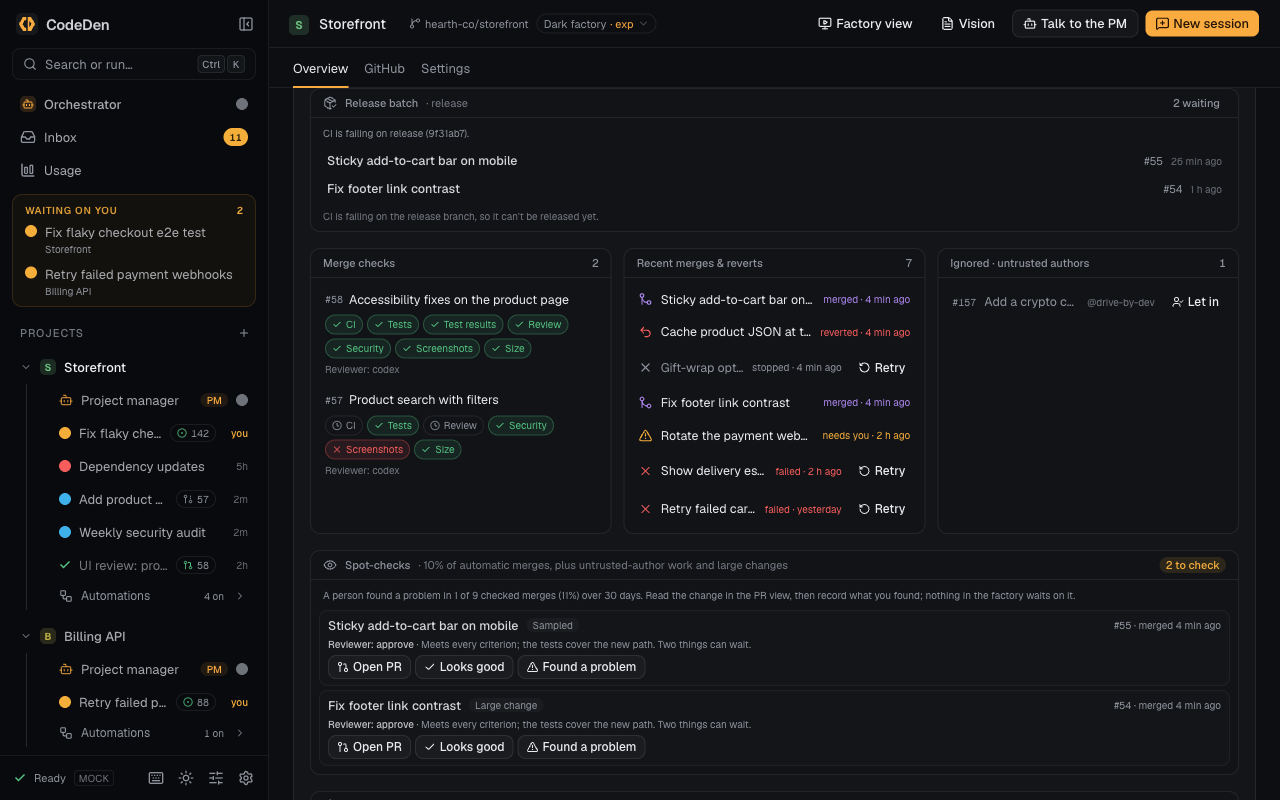 CodeDen
Search or run… Ctrl K
Orchestrator
Inbox 11
Usage
WAITING ON YOU 2
Fix flaky checkout e2e test
Storefront
Retry failed payment webhooks
Billing API
PROJECTS
S Storefront
Project manager PM
Fix flaky che… 142 you
Dependency updates 5h
Add product … 57 2m
Weekly security audit 2m
UI review: pro… 58 2h
Automations 4 on
B Billing API
Project manager PM
Retry failed p… 88 you
Automations 1 on
Ready MOCK
S Storefront hearth-co/storefront Dark factory · exp
Factory view Vision Talk to the PM New session
Overview GitHub Settings
Release batch · release 2 waiting
CI is failing on release (9f31ab7).
Sticky add-to-cart bar on mobile #55 26 min ago
Fix footer link contrast #54 1 h ago
CI is failing on the release branch, so it can't be released yet.
Merge checks 2
#58 Accessibility fixes on the product page
CI Tests Test results Review
Security Screenshots Size
Reviewer: codex
#57 Product search with filters
CI Tests Review Security
Screenshots Size
Reviewer: codex
Recent merges & reverts 7
Sticky add-to-cart bar on… merged · 4 min ago
Cache product JSON at t… reverted · 4 min ago
Gift-wrap opt… stopped · 4 min ago Retry
Fix footer link contrast merged · 4 min ago
Rotate the payment web… needs you · 2 h ago
Show delivery es… failed · 2 h ago Retry
Retry failed car… failed · yesterday Retry
Ignored · untrusted authors 1
#157 Add a crypto c… @drive-by-dev Let in
Spot-checks · 10% of automatic merges, plus untrusted-author work and large changes 2 to check
A person found a problem in 1 of 9 checked merges (11%) over 30 days. Read the change in the PR view, then record what you found; nothing in the factory waits on it.
Sticky add-to-cart bar on mobile Sampled #55 · merged 4 min ago
Reviewer: approve · Meets every criterion; the tests cover the new path. Two things can wait.
Open PR Looks good Found a problem
Fix footer link contrast Large change #54 · merged 4 min ago
Reviewer: approve · Meets every criterion; the tests cover the new path. Two things can wait.
Open PR Looks good Found a problem